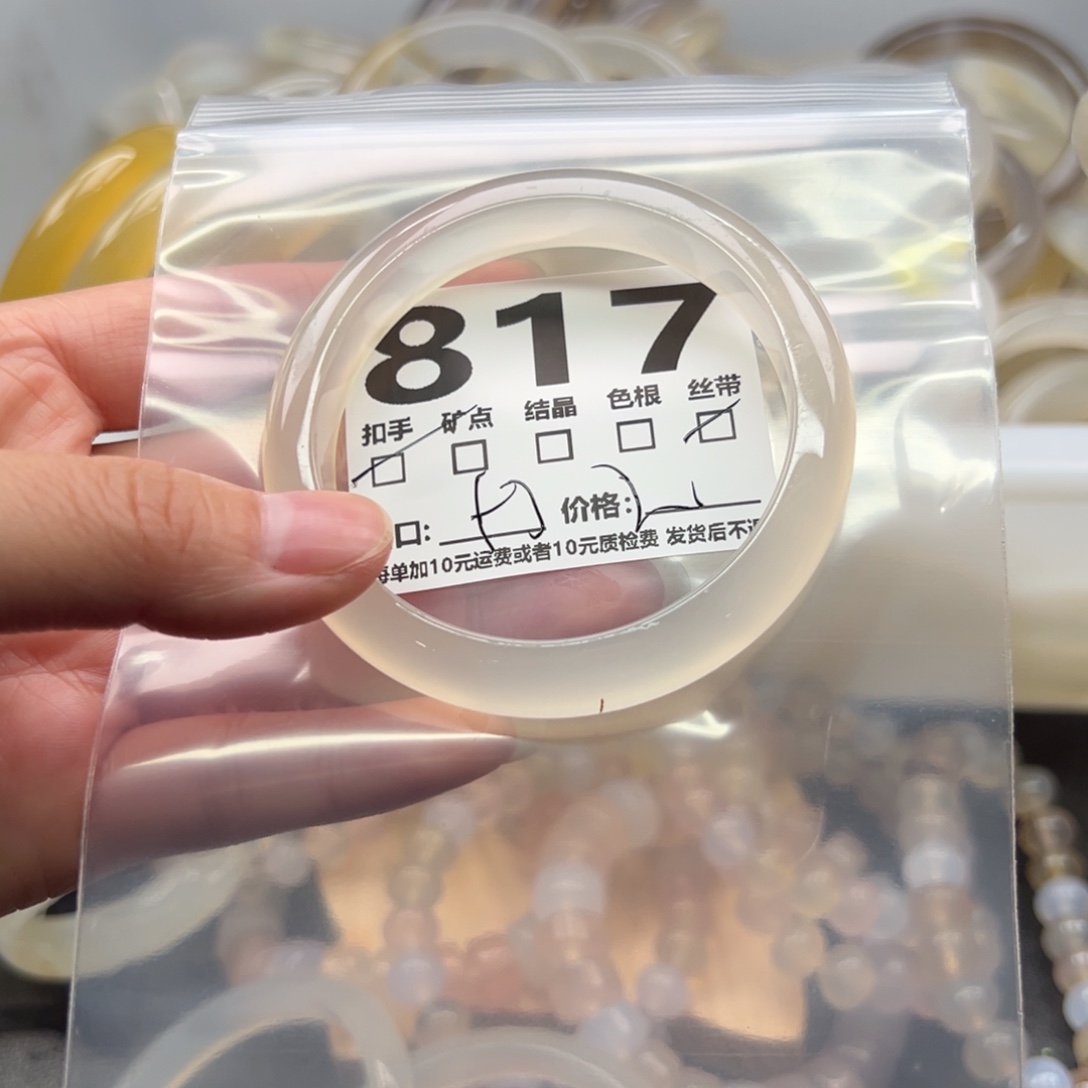 817
扣手 矿点 结晶 色根 丝带
口: 价格:
每单加10元运费或者10元质检费 发货后不退